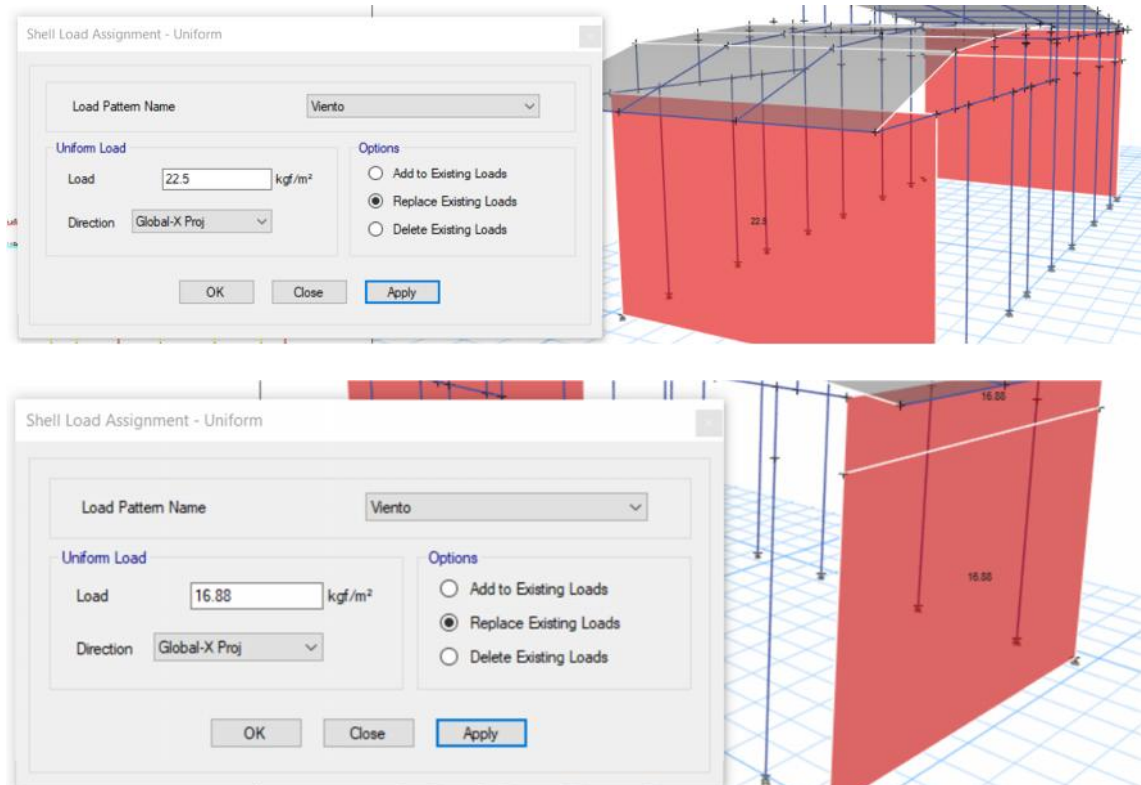 Shell Load Assignment - Uniform
Load Pattern Name
Viento
Uniform Load
Load
22.5
kgf/m²
Direction
Global-X Proj
Options
Add to Existing Loads
Replace Existing Loads
Delete Existing Loads
OK
Close
Apply
22.5
Shell Load Assignment - Uniform
Load Pattern Name
Viento
Uniform Load
Load
16.88
kgf/m²
Direction
Global-X Proj
Options
Add to Existing Loads
Replace Existing Loads
Delete Existing Loads
OK
Close
Apply
16.88
16.88